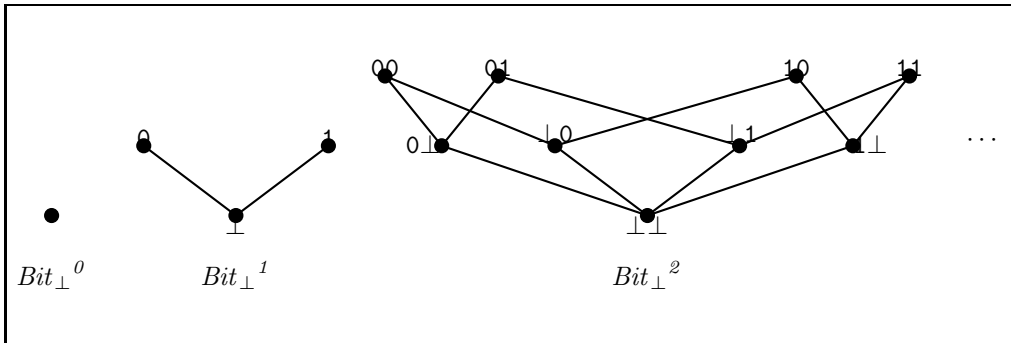 00 01 10 11
0 1 0⊥ ⊥0 ⊥1 1⊥ ...
⊥ ⊥⊥
Bit⊥⁰ Bit⊥¹ Bit⊥²